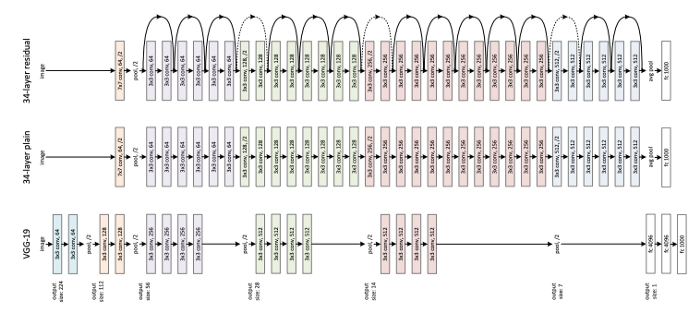 34-layer residual
image
7x7 conv, 64, /2
pool, /2
3x3 conv, 64
3x3 conv, 64
3x3 conv, 64
3x3 conv, 64
3x3 conv, 64
3x3 conv, 64
3x3 conv, 128, /2
3x3 conv, 128
3x3 conv, 128
3x3 conv, 128
3x3 conv, 128
3x3 conv, 128
3x3 conv, 128
3x3 conv, 128
3x3 conv, 256, /2
3x3 conv, 256
3x3 conv, 256
3x3 conv, 256
3x3 conv, 256
3x3 conv, 256
3x3 conv, 256
3x3 conv, 256
3x3 conv, 256
3x3 conv, 256
3x3 conv, 256
3x3 conv, 256
3x3 conv, 512, /2
3x3 conv, 512
3x3 conv, 512
3x3 conv, 512
3x3 conv, 512
3x3 conv, 512
avg pool
fc 1000
34-layer plain
image
7x7 conv, 64, /2
pool, /2
3x3 conv, 64
3x3 conv, 64
3x3 conv, 64
3x3 conv, 64
3x3 conv, 64
3x3 conv, 64
3x3 conv, 128, /2
3x3 conv, 128
3x3 conv, 128
3x3 conv, 128
3x3 conv, 128
3x3 conv, 128
3x3 conv, 128
3x3 conv, 128
3x3 conv, 256, /2
3x3 conv, 256
3x3 conv, 256
3x3 conv, 256
3x3 conv, 256
3x3 conv, 256
3x3 conv, 256
3x3 conv, 256
3x3 conv, 256
3x3 conv, 256
3x3 conv, 256
3x3 conv, 256
3x3 conv, 512, /2
3x3 conv, 512
3x3 conv, 512
3x3 conv, 512
3x3 conv, 512
3x3 conv, 512
avg pool
fc 1000
VGG-19
image
3x3 conv, 64
3x3 conv, 64
pool, /2
3x3 conv, 128
3x3 conv, 128
pool, /2
3x3 conv, 256
3x3 conv, 256
3x3 conv, 256
3x3 conv, 256
pool, /2
3x3 conv, 512
3x3 conv, 512
3x3 conv, 512
3x3 conv, 512
pool, /2
3x3 conv, 512
3x3 conv, 512
3x3 conv, 512
3x3 conv, 512
pool, /2
fc 4096
fc 4096
fc 1000
output
size: 224
output
size: 112
output
size: 56
output
size: 28
output
size: 14
output
size: 7
output
size: 1